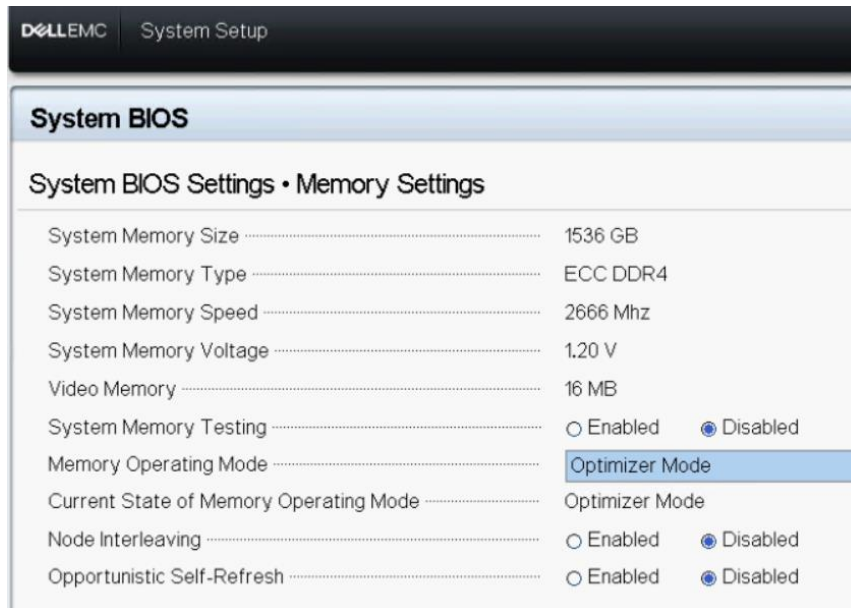 DELLEMC System Setup
System BIOS
System BIOS Settings • Memory Settings
System Memory Size 1536 GB
System Memory Type ECC DDR4
System Memory Speed 2666 Mhz
System Memory Voltage 1.20 V
Video Memory 16 MB
System Memory Testing Enabled Disabled
Memory Operating Mode Optimizer Mode
Current State of Memory Operating Mode Optimizer Mode
Node Interleaving Enabled Disabled
Opportunistic Self-Refresh Enabled Disabled